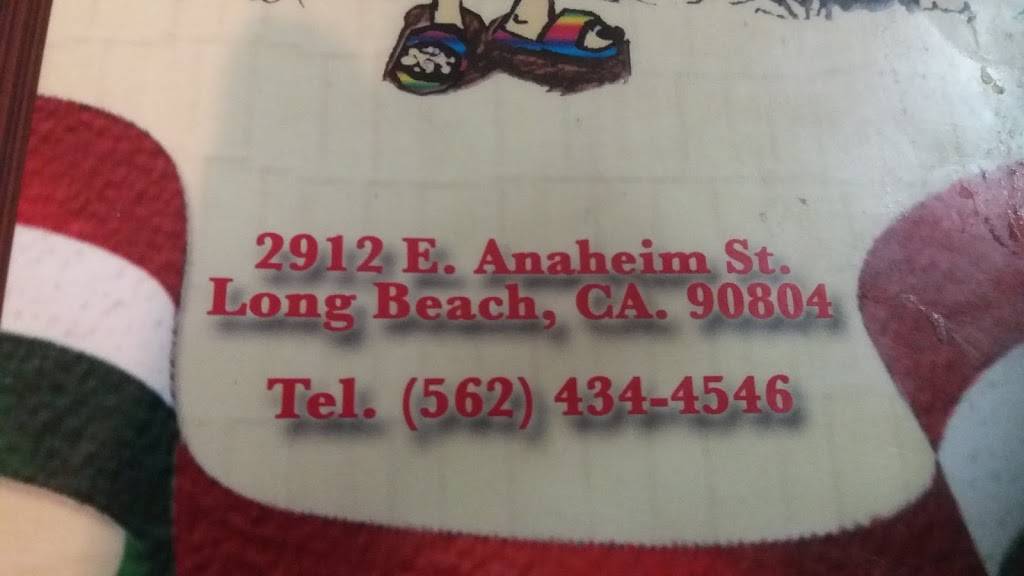 2912 E. Anaheim St.
Long Beach, CA. 90804
Tel. (562) 434-4546